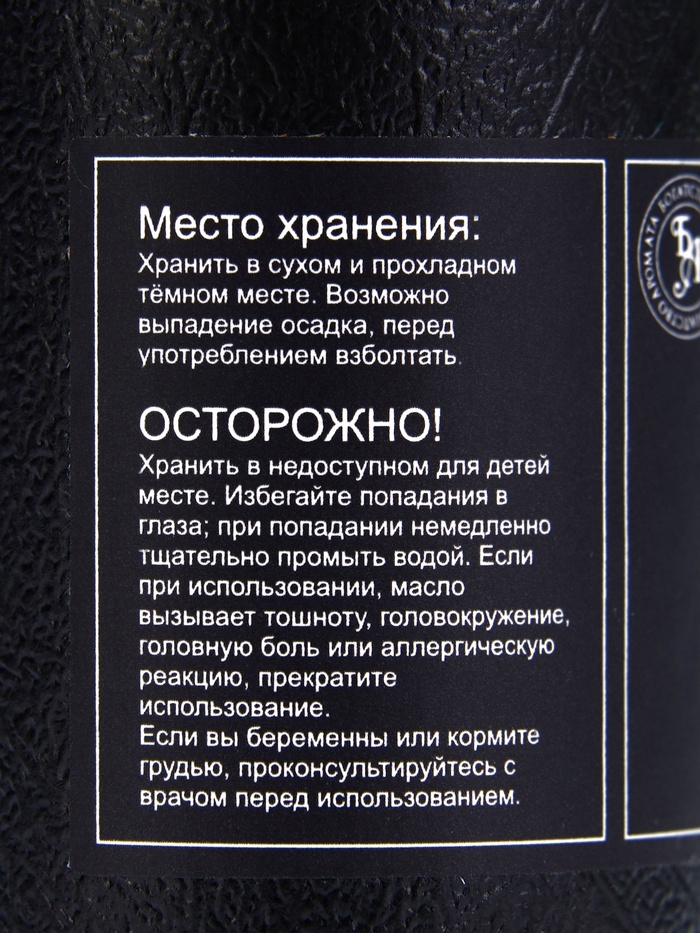 Место хранения:
Хранить в сухом и прохладном
тёмном месте. Возможно
выпадение осадка, перед
употреблением взболтать.
ОСТОРОЖНО!
Хранить в недоступном для детей
месте. Избегайте попадания в
глаза; при попадании немедленно
тщательно промыть водой. Если
при использовании, масло
вызывает тошноту, головокружение,
головную боль или аллергическую
реакцию, прекратите
использование.
Если вы беременны или кормите
грудью, проконсультируйтесь с
врачом перед использованием.
АРОМАТА